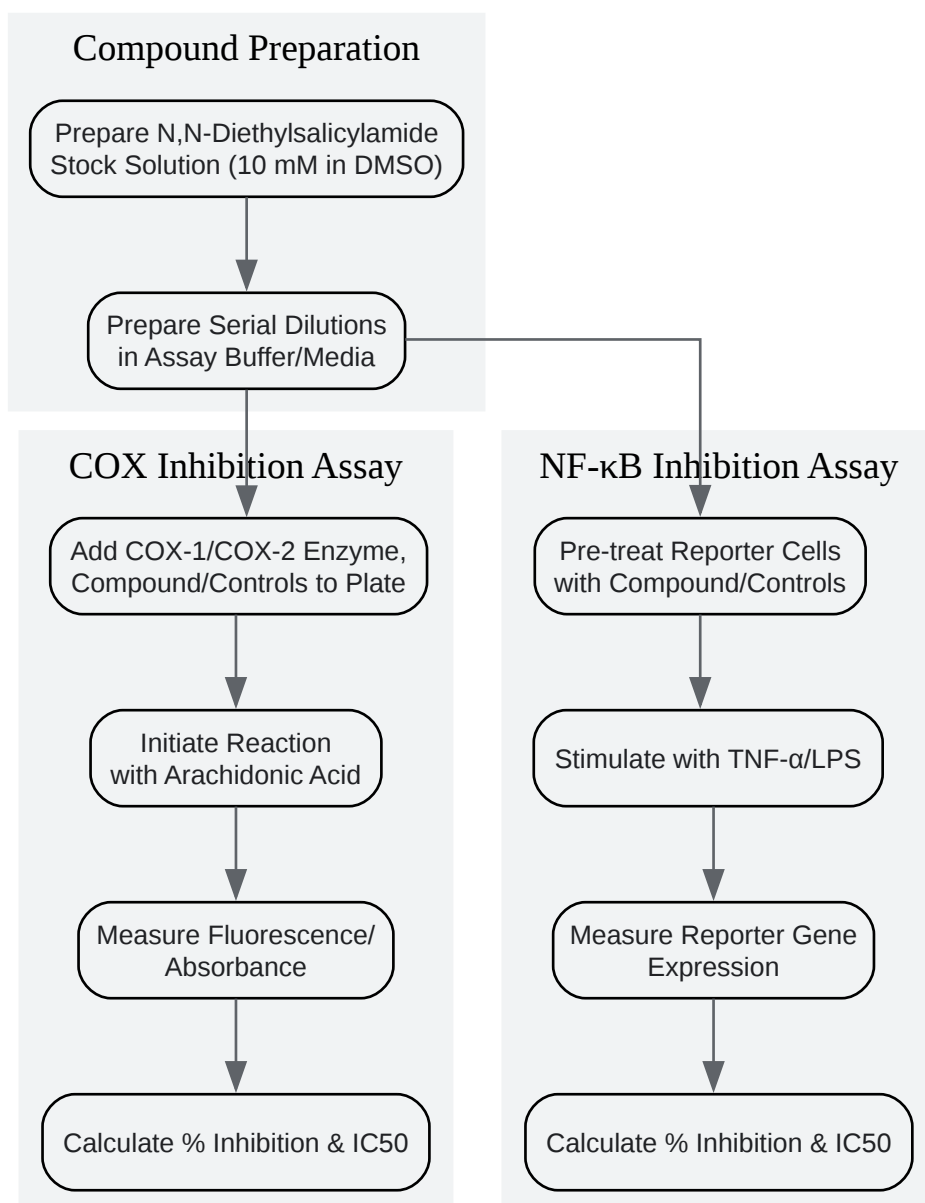 Compound Preparation
Prepare N,N-Diethylsalicylamide
Stock Solution (10 mM in DMSO)
Prepare Serial Dilutions
in Assay Buffer/Media
COX Inhibition Assay
Add COX-1/COX-2 Enzyme,
Compound/Controls to Plate
Initiate Reaction
with Arachidonic Acid
Measure Fluorescence/
Absorbance
Calculate % Inhibition & IC50
NF-κB Inhibition Assay
Pre-treat Reporter Cells
with Compound/Controls
Stimulate with TNF-α/LPS
Measure Reporter Gene
Expression
Calculate % Inhibition & IC50